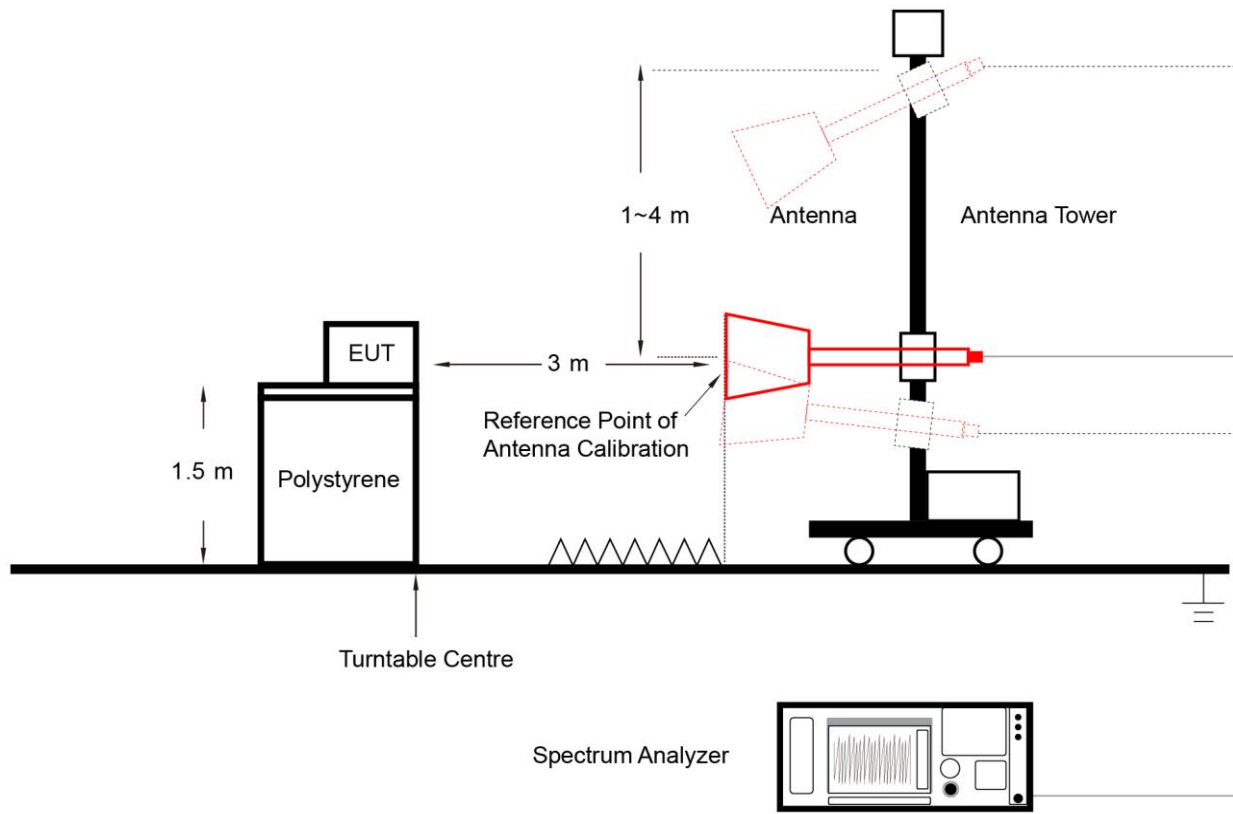 1~4 m
Antenna
Antenna Tower
EUT
3 m
Reference Point of
Antenna Calibration
1.5 m
Polystyrene
Turntable Centre
Spectrum Analyzer